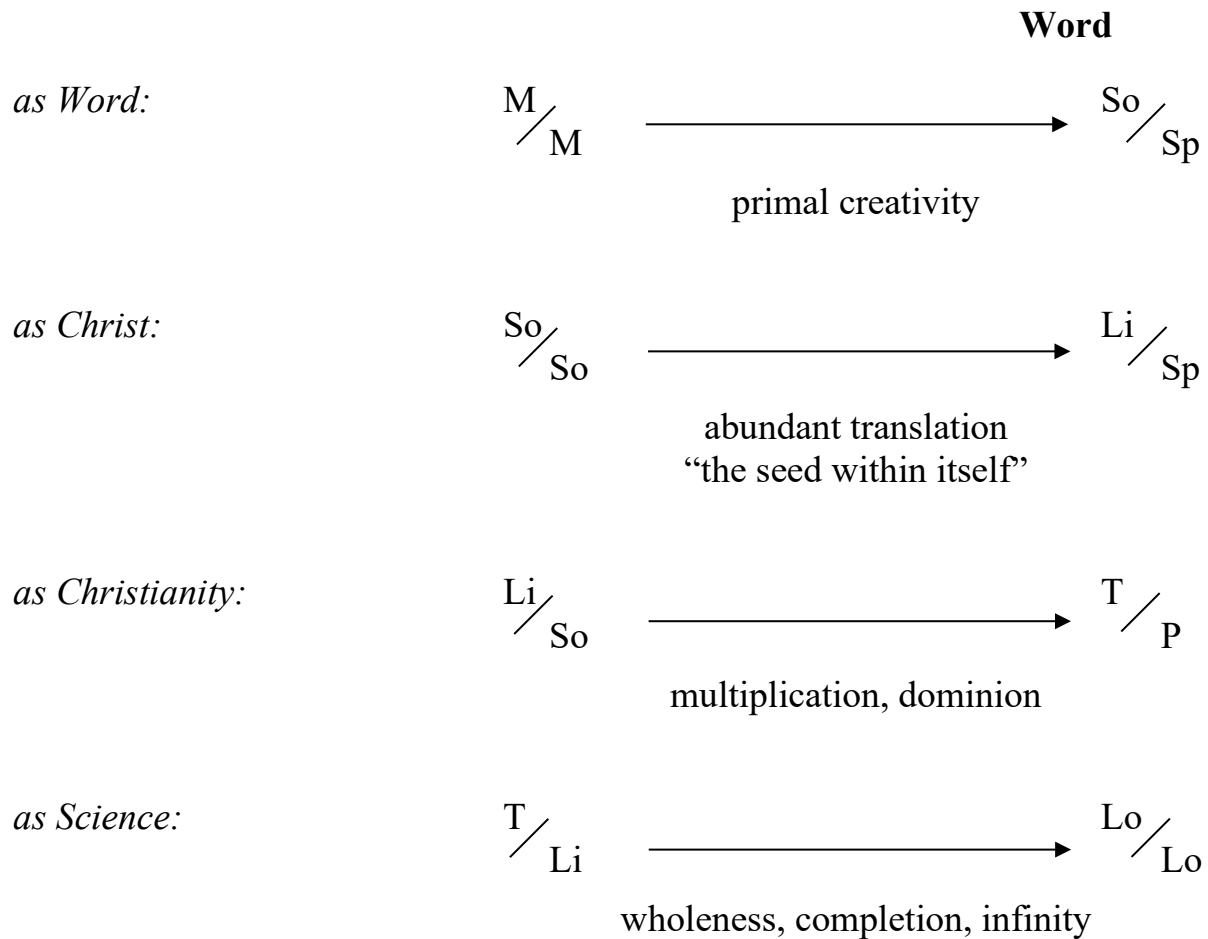 Word
as Word: M/M So/Sp
primal creativity
as Christ: So/So Li/Sp
abundant translation
“the seed within itself”
as Christianity: Li/So T/P
multiplication, dominion
as Science: T/Li Lo/Lo
wholeness, completion, infinity